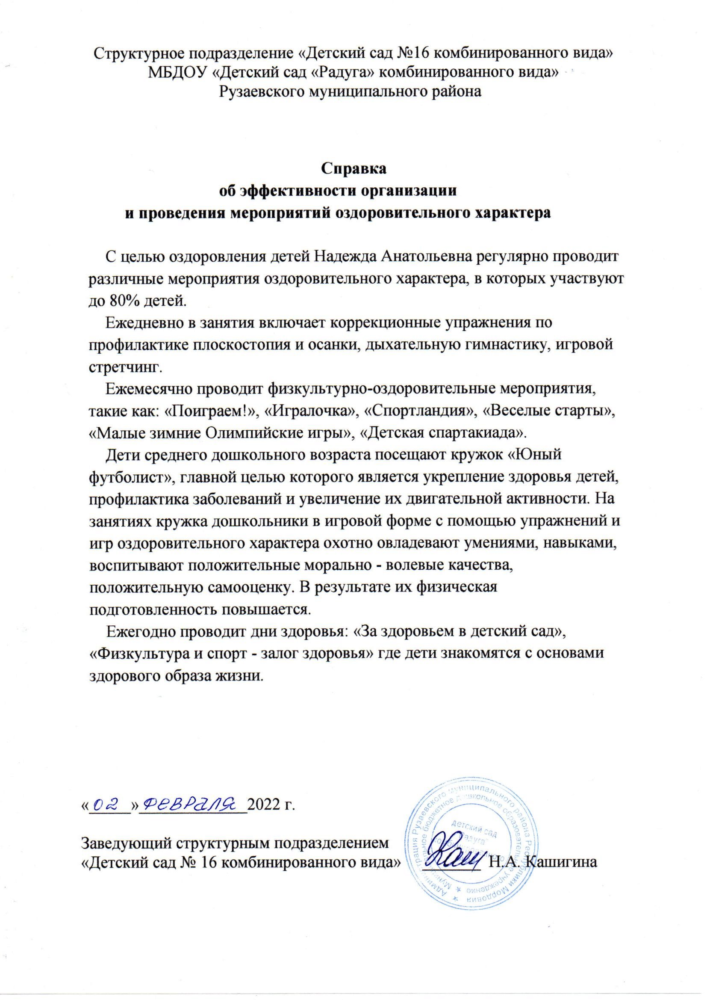 Структурное подразделение «Детский сад №16 комбинированного вида»
МБДОУ «Детский сад «Радуга» комбинированного вида»
Рузаевского муниципального района
Справка
об эффективности организации
и проведения мероприятий оздоровительного характера
С целью оздоровления детей Надежда Анатольевна регулярно проводит
различные мероприятия оздоровительного характера, в которых участвуют
до 80% детей.
Ежедневно в занятия включает коррекционные упражнения по
профилактике плоскостопия и осанки, дыхательную гимнастику, игровой
стретчинг.
Ежемесячно проводит физкультурно-оздоровительные мероприятия,
такие как: «Поиграем!», «Игралочка», «Спортландия», «Веселые старты»,
«Малые зимние Олимпийские игры», «Детская спартакиада».
Дети среднего дошкольного возраста посещают кружок «Юный
футболист», главной целью которого является укрепление здоровья детей,
профилактика заболеваний и увеличение их двигательной активности. На
занятиях кружка дошкольники в игровой форме с помощью упражнений и
игр оздоровительного характера охотно овладевают умениями, навыками,
воспитывают положительные морально - волевые качества,
положительную самооценку. В результате их физическая
подготовленность повышается.
Ежегодно проводит дни здоровья: «За здоровьем в детский сад»,
«Физкультура и спорт - залог здоровья» где дети знакомятся с основами
здорового образа жизни.
«02» февраля 2022 г.
Заведующий структурным подразделением
«Детский сад № 16 комбинированного вида» Н.А. Кашигина
Администрация Рузаевского муниципального района Республики Мордовия
Муниципальное бюджетное дошкольное образовательное учреждение
детский сад
"Радуга"
комбинированного